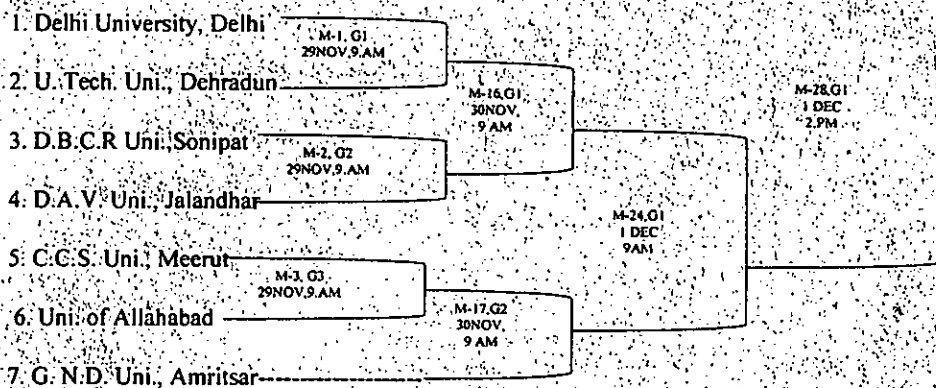 1. Delhi University, Delhi
M-1, G1
29NOV,9.AM
2. U. Tech. Uni., Dehradun
M-16,G1
30NOV,
9 AM
M-28,G1
1 DEC
2.PM
3. D.B.C.R Uni.,Sonipat
M-2, G2
29NOV,9.AM
4. D.A.V. Uni., Jalandhar
M-24,G1
1 DEC
9AM
5. C.C.S. Uni., Meerut
M-3, G3
29NOV,9.AM
6. Uni. of Allahabad
M-17,G2
30NOV,
9 AM
7. G. N.D. Uni., Amritsar